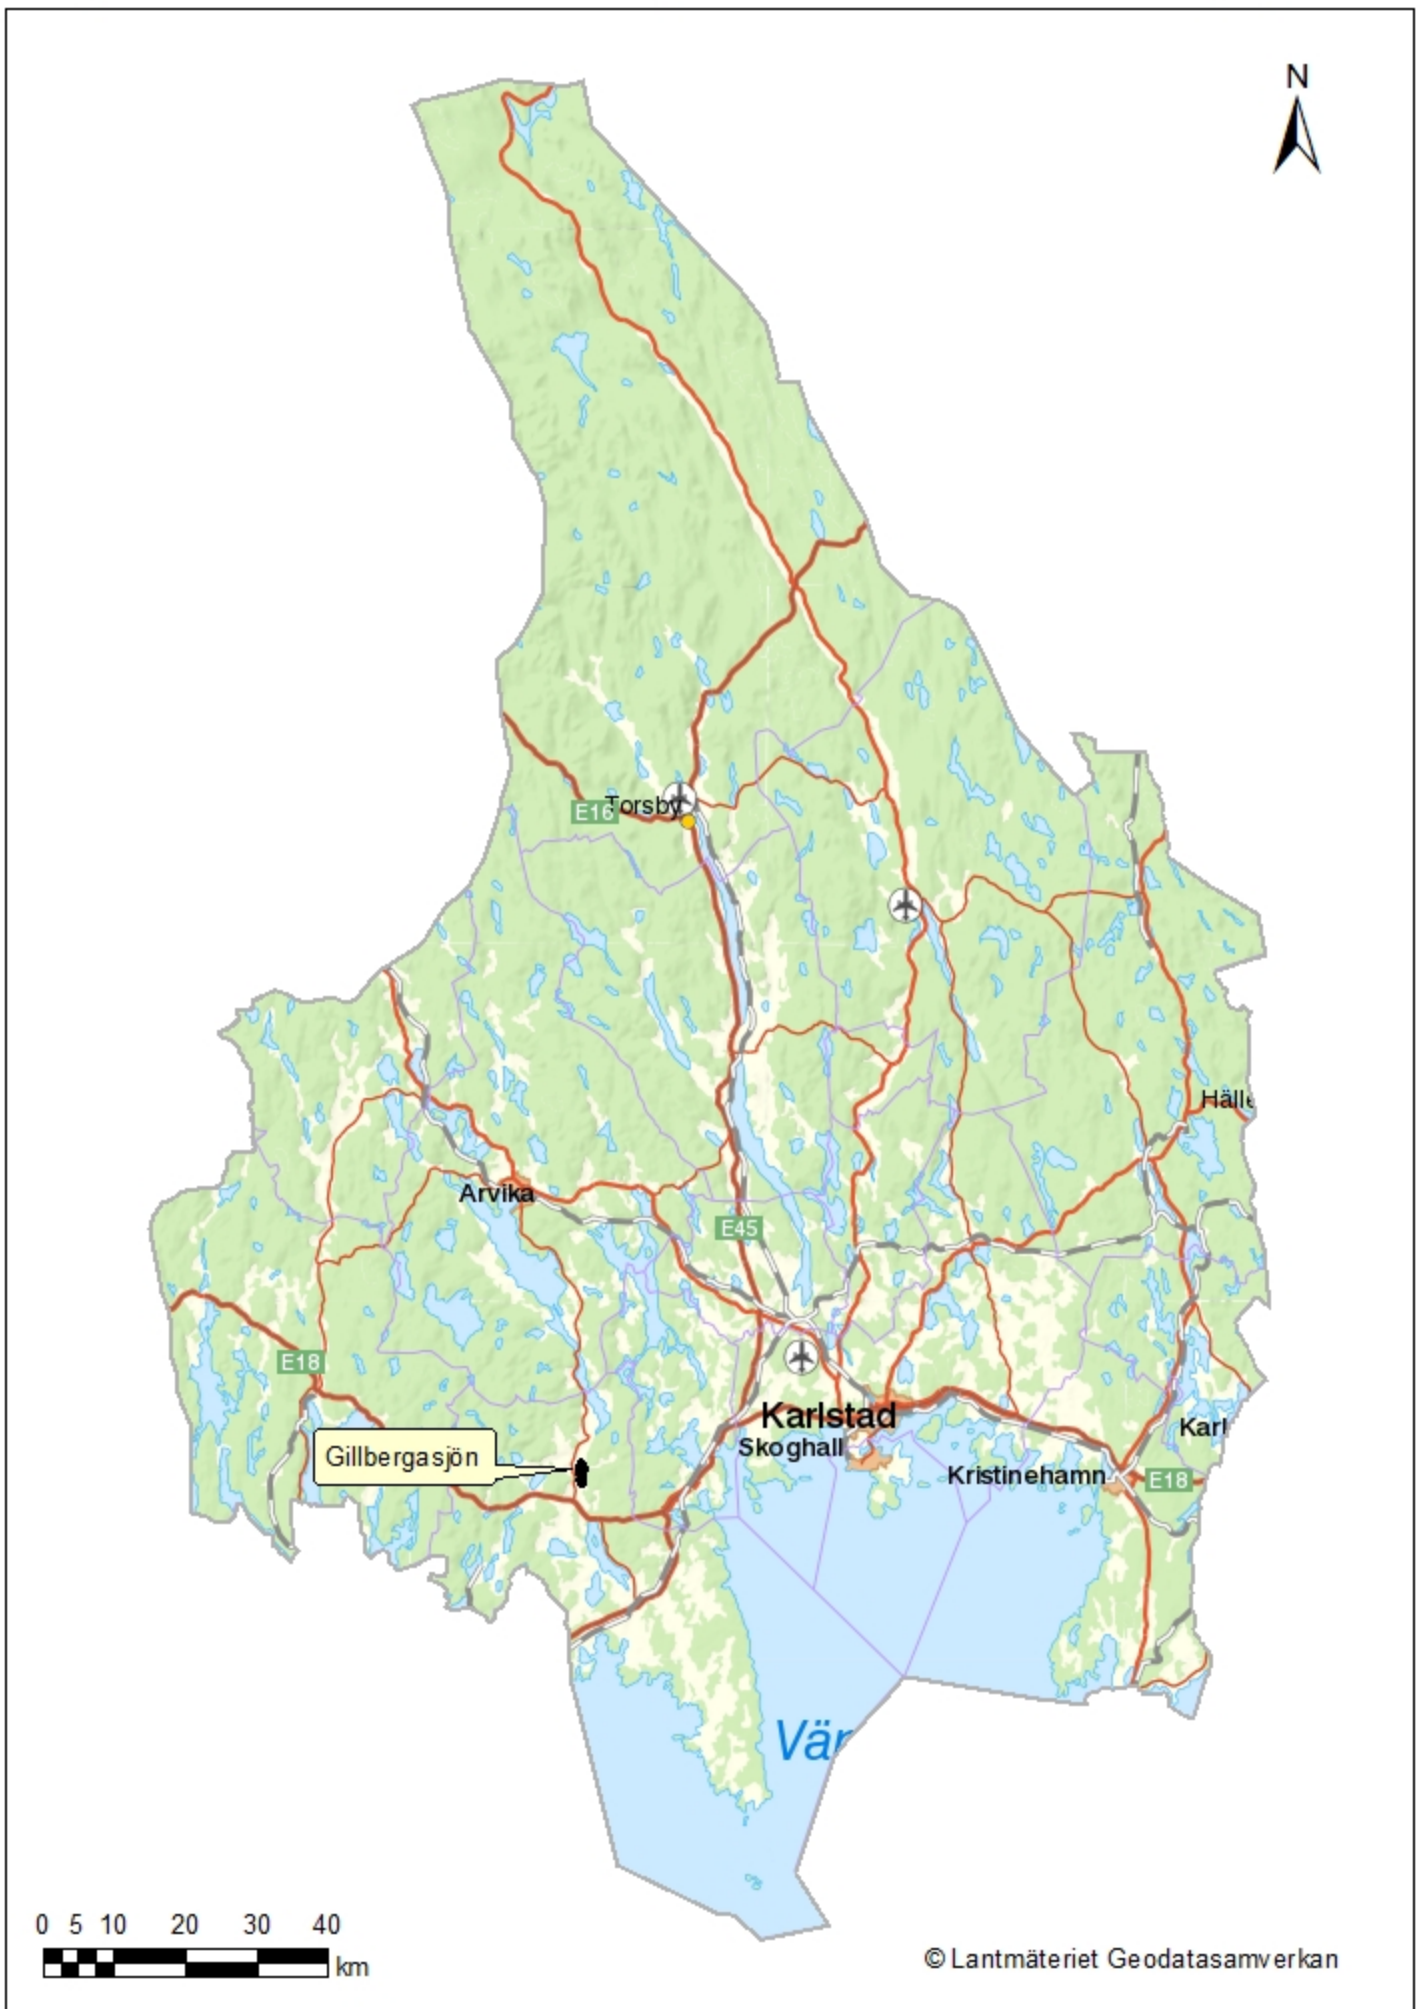 N
Torsby
E16
Hälle
Arvika
E45
E18
Karlstad
Skoghall
Karl
Gillbergasjön
Kristinehamn
E18
Vär
0 5 10 20 30 40
km
© Lantmäteriet Geodatasamverkan